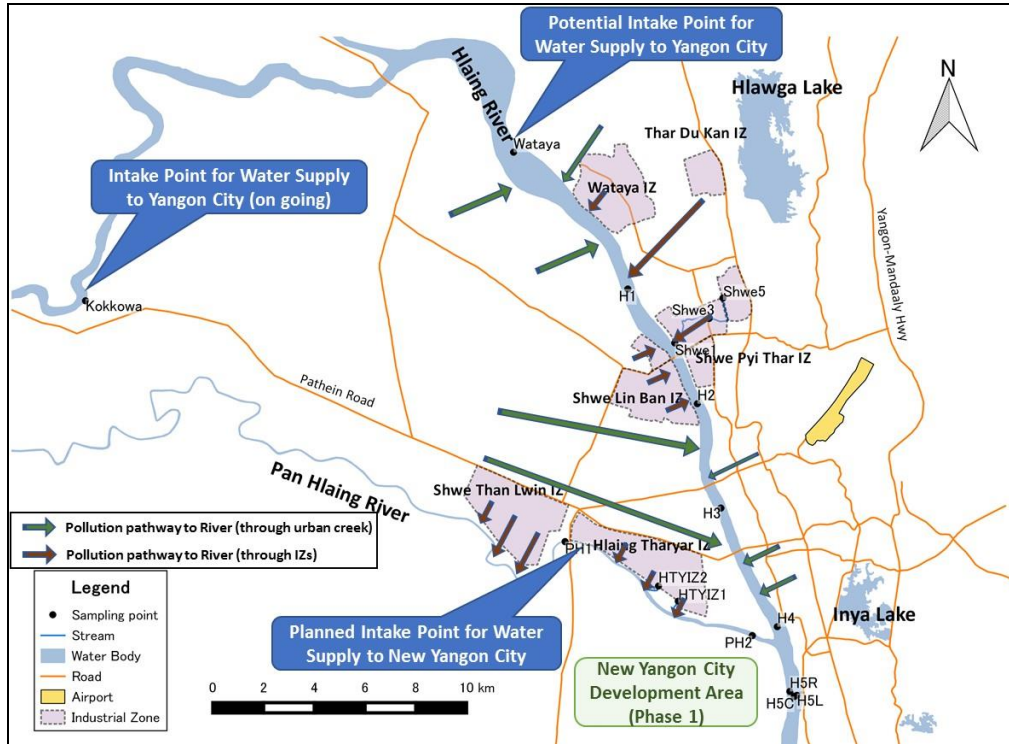 Potential Intake Point for
Water Supply to Yangon City
N
Hlawga Lake
Hlaing River
Wataya
Thar Du Kan IZ
Intake Point for Water Supply
to Yangon City (on going)
Wataya IZ
Yangon-Mandaaly Hwy
Kokkowa
H1
Shwe5
Shwe3
Shwe1
Shwe Pyi Thar IZ
Pathein Road
Shwe Lin Ban IZ
H2
Pan Hlaing River
Shwe Than Lwin IZ
H3
Pollution pathway to River (through urban creek)
Pollution pathway to River (through IZs)
PH1
Hlaing Tharyar IZ
HTYIZ2
HTYIZ1
Legend
Sampling point
Stream
Water Body
Road
Airport
Industrial Zone
Planned Intake Point for Water
Supply to New Yangon City
H4
PH2
Inya Lake
New Yangon City
Development Area
(Phase 1)
H5R
H5C
H5L
0 2 4 6 8 10 km